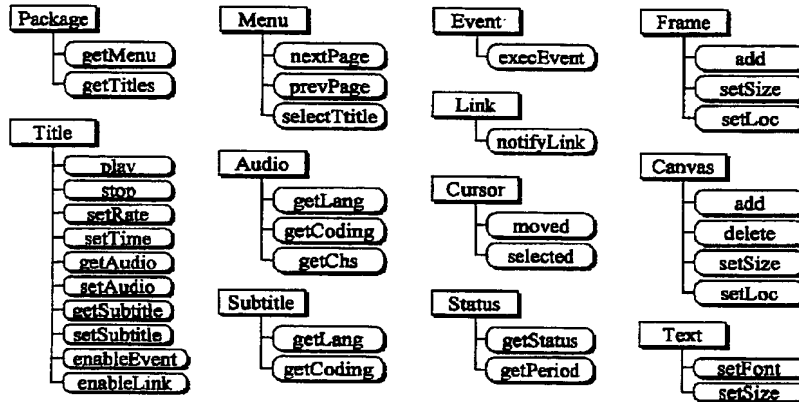 Package
getMenu
getTitles
Title
play
stop
setRate
setTime
getAudio
setAudio
getSubtitle
setSubtitle
enableEvent
enableLink
Menu
nextPage
prevPage
selectTtitle
Audio
getLang
getCoding
getChs
Subtitle
getLang
getCoding
Event
execEvent
Link
notifyLink
Cursor
moved
selected
Status
getStatus
getPeriod
Frame
add
setSize
setLoc
Canvas
add
delete
setSize
setLoc
Text
setFont
setSize